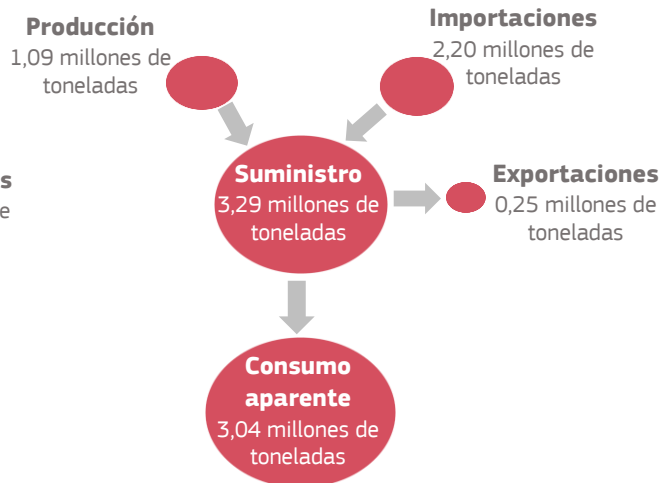 Producción
1,09 millones de
toneladas
Importaciones
2,20 millones de
toneladas
s
e
Suministro
3,29 millones de
toneladas
Exportaciones
0,25 millones de
toneladas
Consumo
aparente
3,04 millones de
toneladas